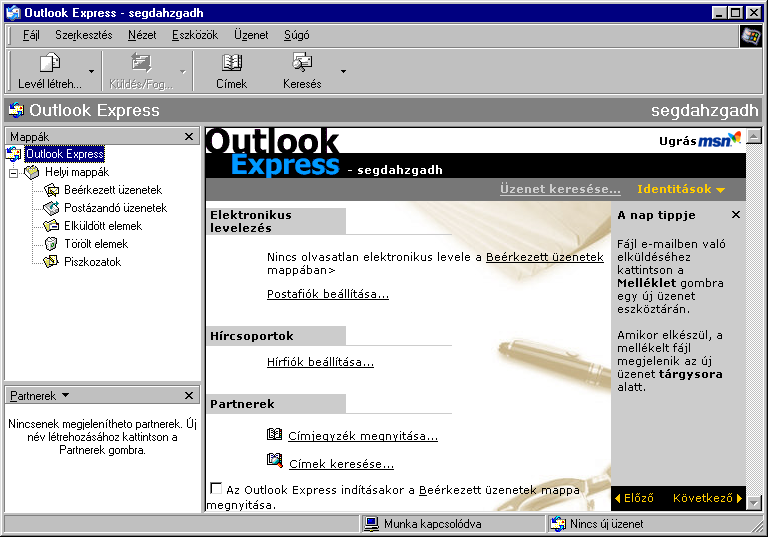 Outlook Express - segdahzgadh
Fájl Szerkesztés Nézet Eszközök Üzenet Súgó
Levél létreh... Küldés/Fog... Címek Keresés
Outlook Express segdahzgadh
Mappák
Outlook Express
Helyi mappák
Beérkezett üzenetek
Postázandó üzenetek
Elküldött elemek
Törölt elemek
Piszkozatok
Partnerek
Nincsenek megjelenítheto partnerek. Új
név létrehozásához kattintson a
Partnerek gombra.
Outlook
Express - segdahzgadh
Ugrás msn
Üzenet keresése... Identitások
Elektronikus
levelezés
Nincs olvasatlan elektronikus levele a Beérkezett üzenetek
mappában>
Postafiók beállítása...
Hírcsoportok
Hírfiók beállítása...
Partnerek
Címjegyzék megnyitása...
Címek keresése...
Az Outlook Express indításakor a Beérkezett üzenetek mappa
megnyitása.
A nap tippje
Fájl e-mailben való
elküldéséhez
kattintson a
Melléklet gombra
egy új üzenet
eszköztárán.
Amikor elkészül, a
mellékelt fájl
megjelenik az új
üzenet tárgysora
alatt.
Előző Következő
Munka kapcsolódva
Nincs új üzenet